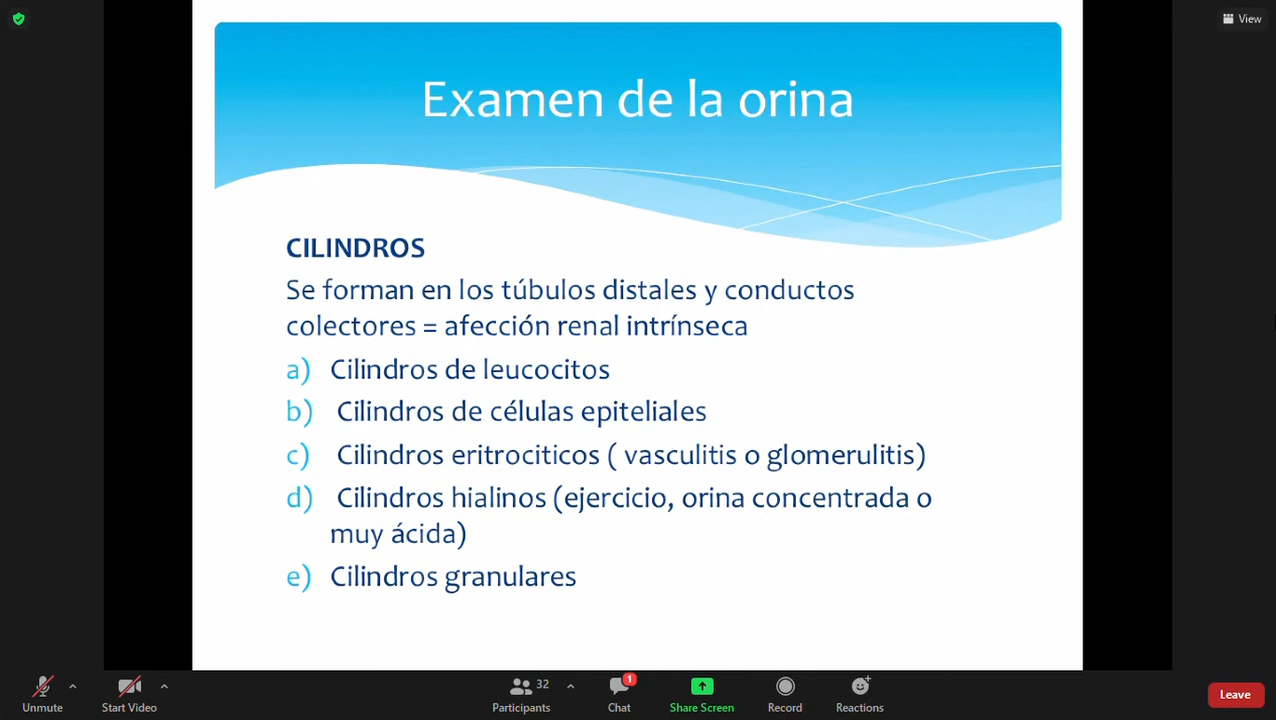 View
Examen de la orina
CILINDROS
Se forman en los túbulos distales y conductos
colectores = afección renal intrínseca
a) Cilindros de leucocitos
b) Cilindros de células epiteliales
c) Cilindros eritrociticos ( vasculitis o glomerulitis)
d) Cilindros hialinos (ejercicio, orina concentrada o
muy ácida)
e) Cilindros granulares
32
1
Unmute
Start Video
Participants
Chat
Share Screen
Record
Reactions
Leave